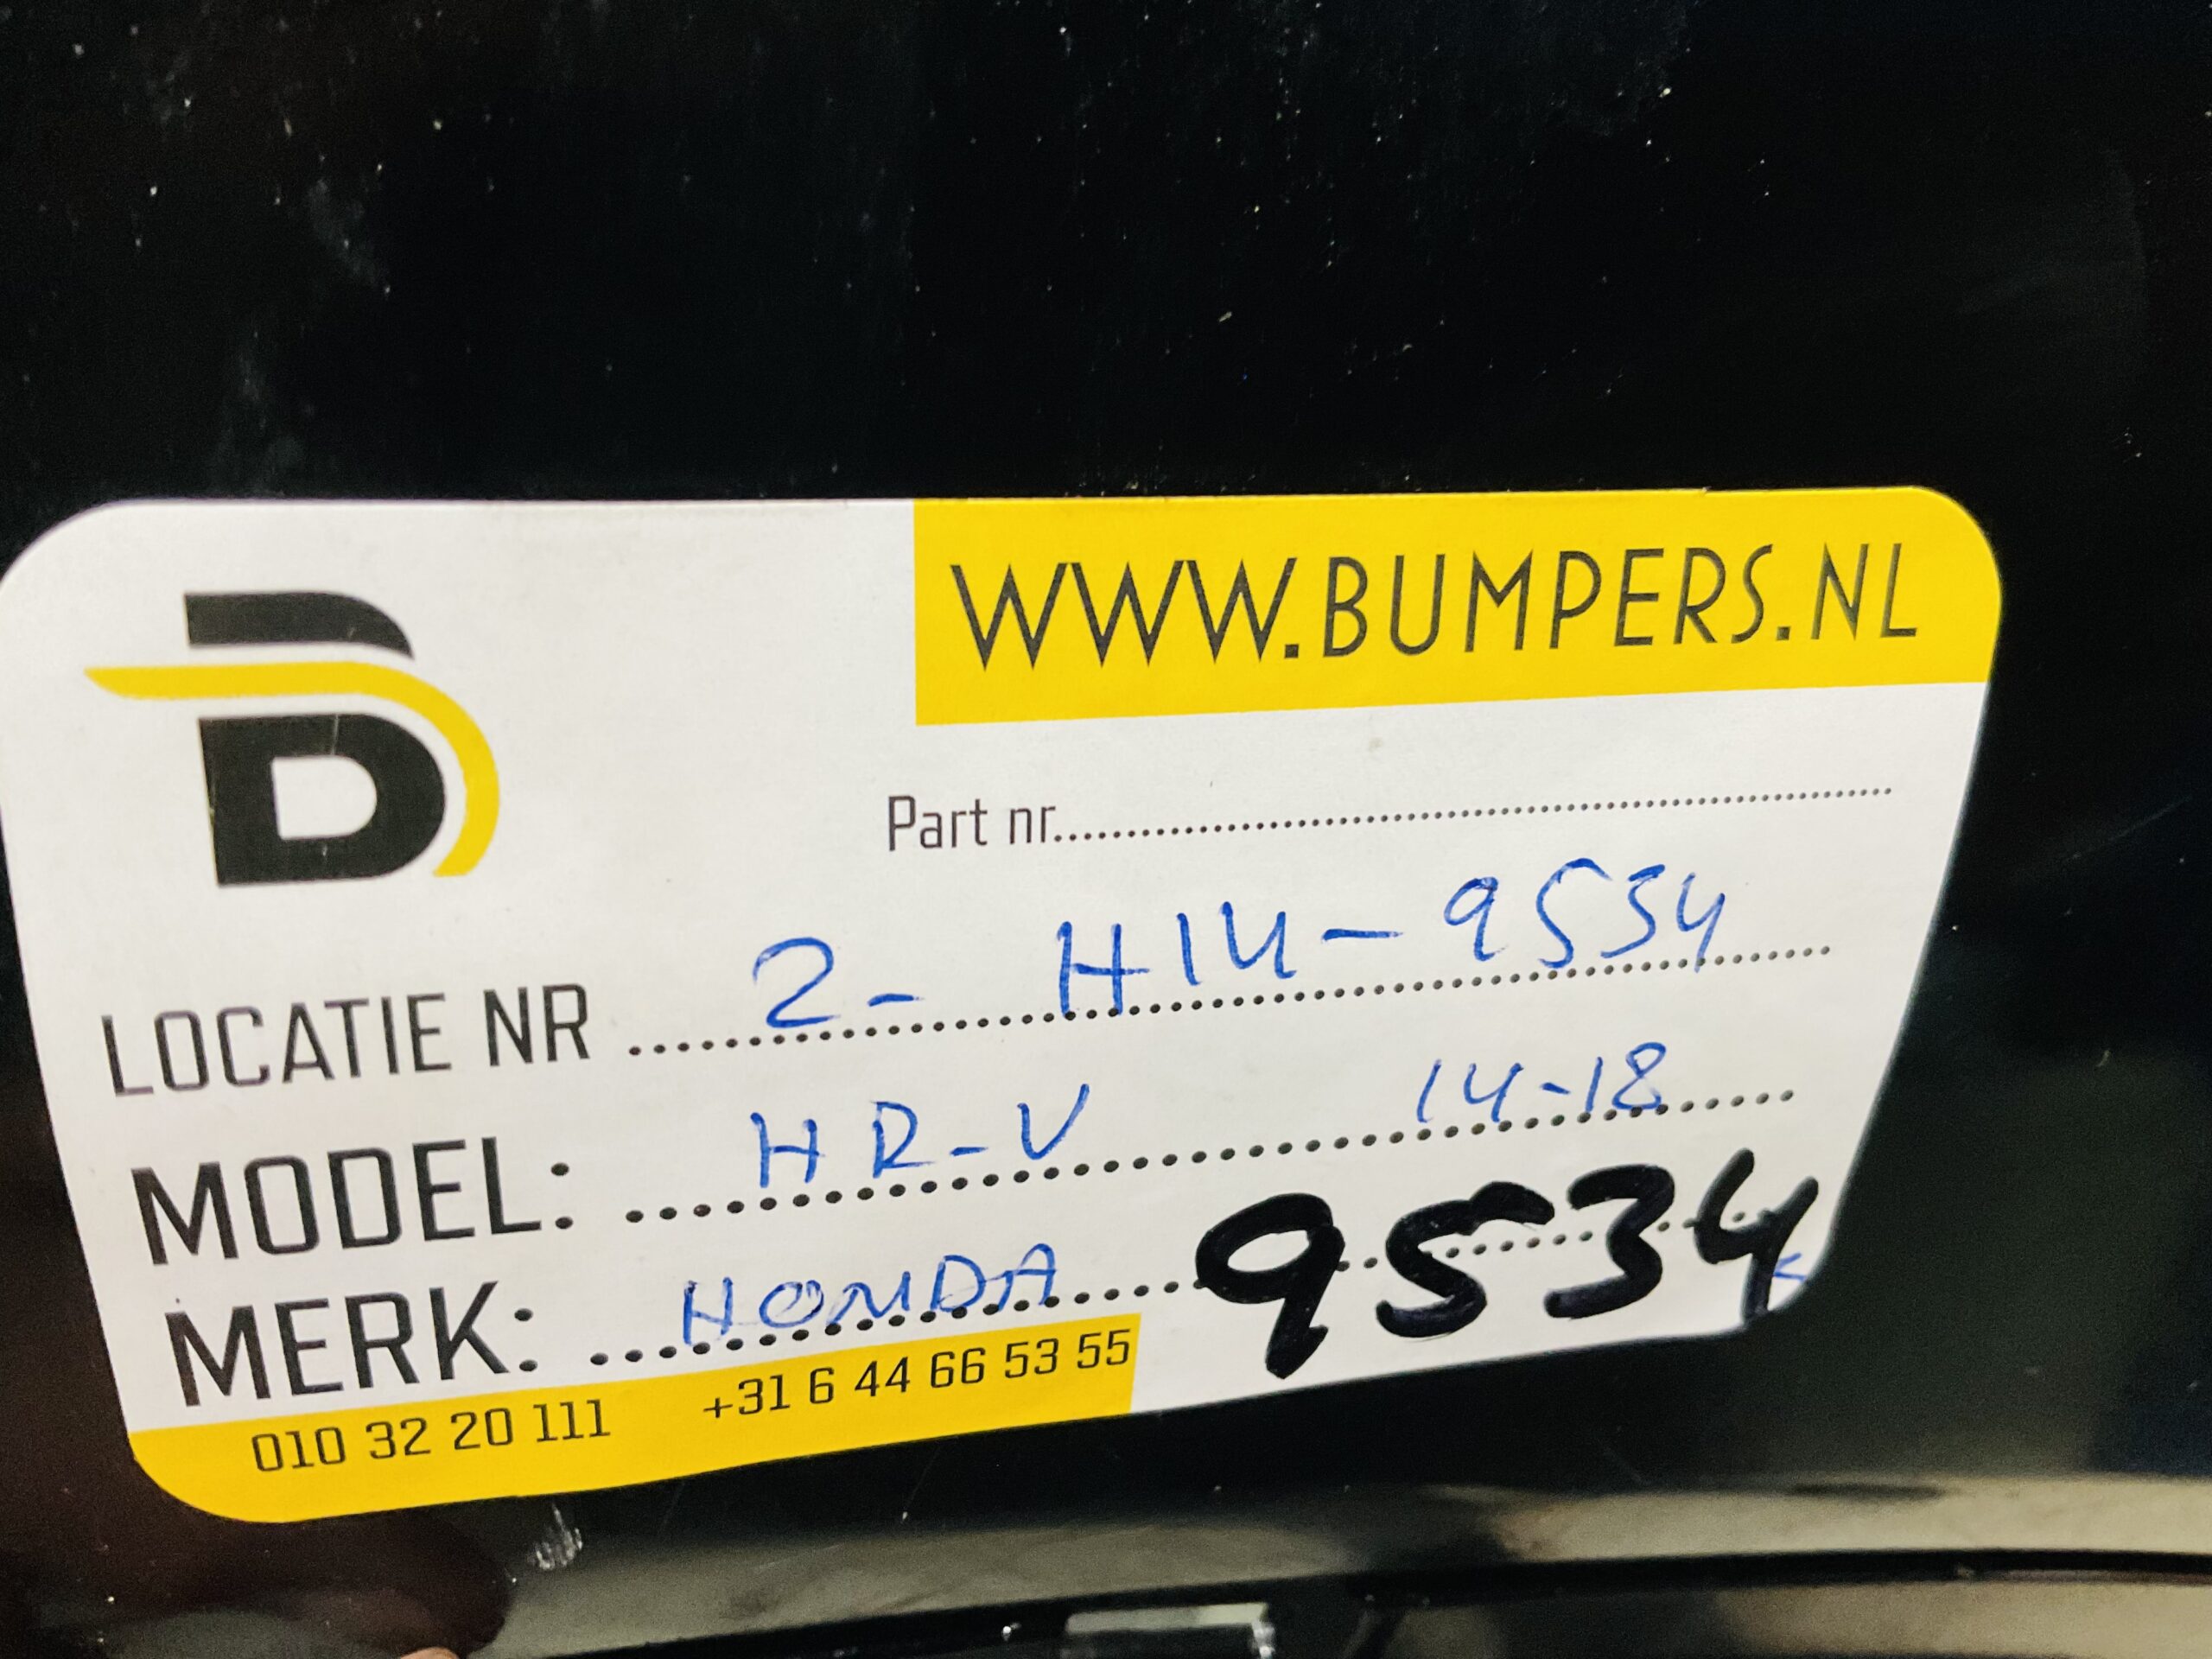 B
WWW.BUMPERS.NL
Part nr..........
LOCATIE NR .......... 2- H14-9534
MODEL: .......... HR-V 14-18
MERK: .......... HONDA 9534
010 32 20 111 +31 6 44 66 53 55